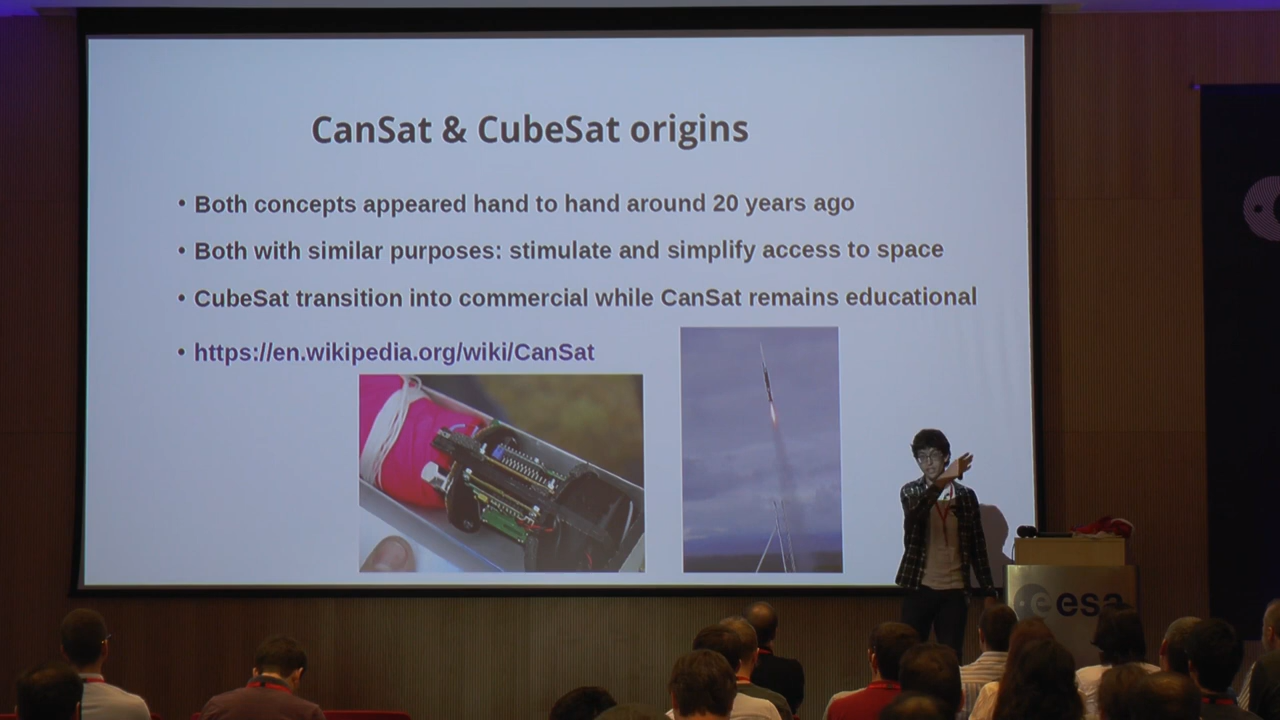 CanSat & CubeSat origins
• Both concepts appeared hand to hand around 20 years ago
• Both with similar purposes: stimulate and simplify access to space
• CubeSat transition into commercial while CanSat remains educational
• https://en.wikipedia.org/wiki/CanSat
esa